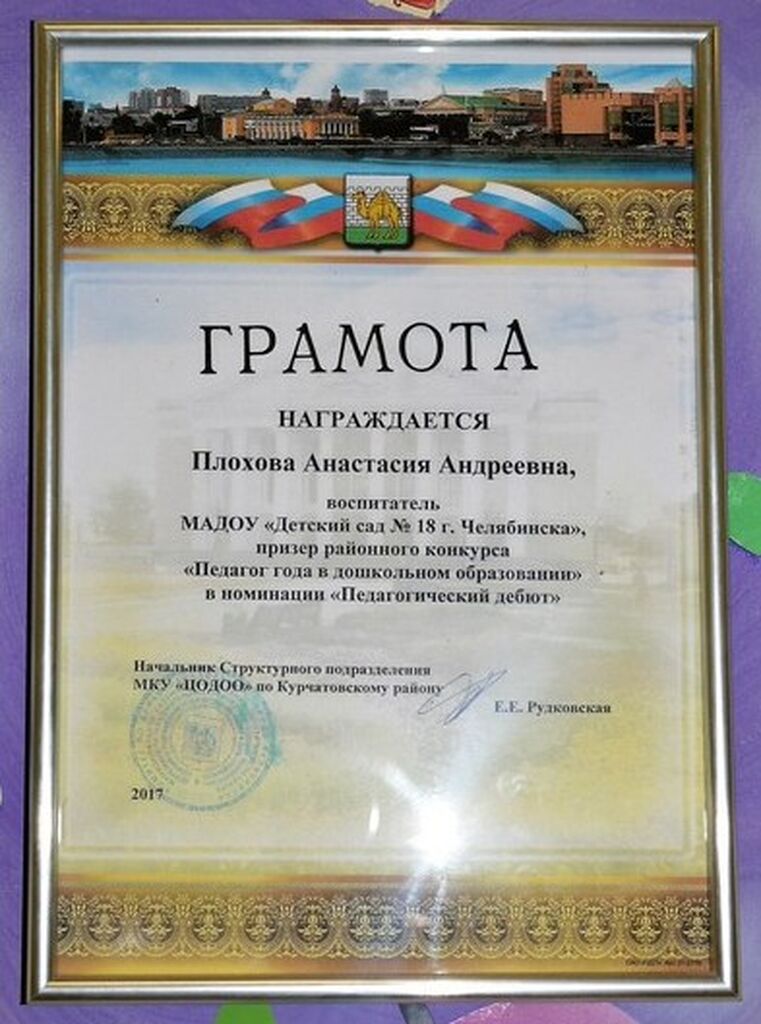 ГРАМОТА
НАГРАЖДАЕТСЯ
Плохова Анастасия Андреевна,
воспитатель
МАДОУ «Детский сад № 18 г. Челябинска»,
призер районного конкурса
«Педагог года в дошкольном образовании»
в номинации «Педагогический дебют»
Начальник Структурного подразделения
МКУ «ЦОДОО» по Курчатовскому району
Е.Е. Рудковская
2017